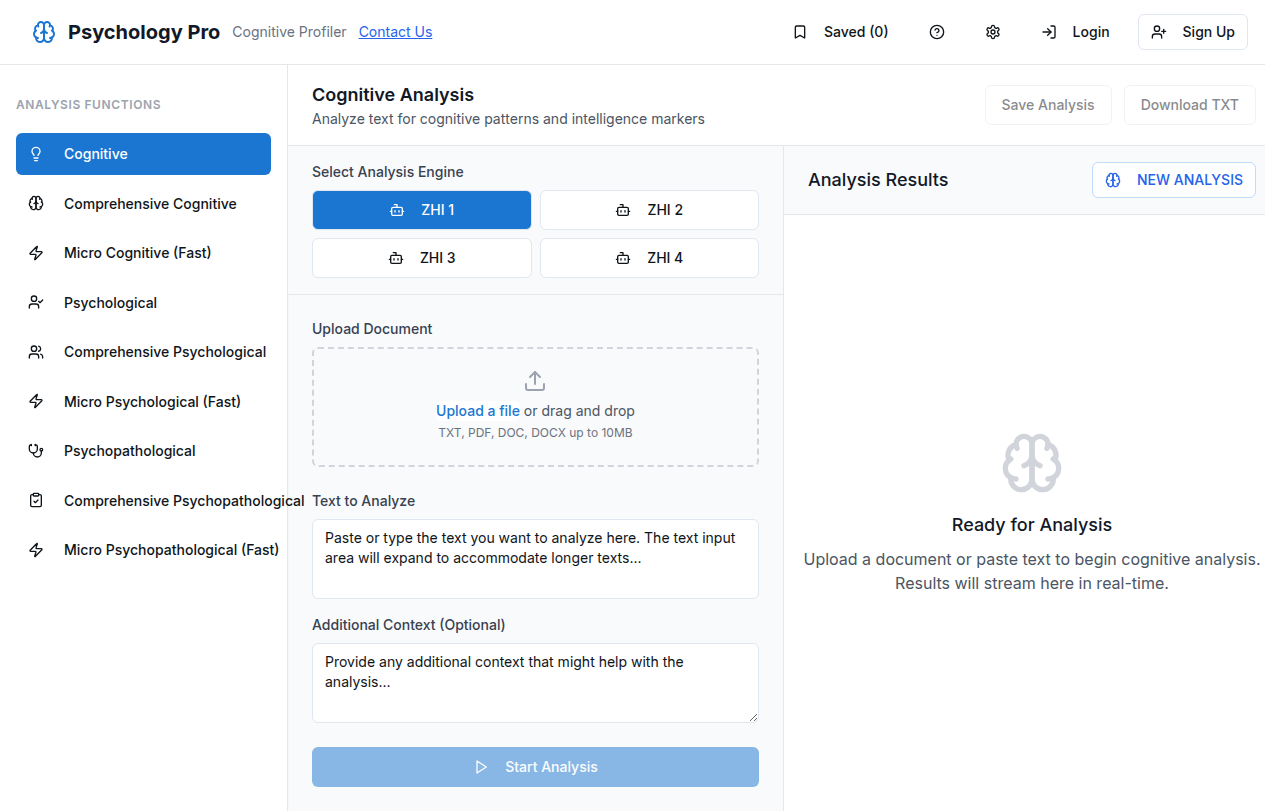 Psychology Pro Cognitive Profiler Contact Us Saved (0) Login Sign Up
ANALYSIS FUNCTIONS
Cognitive
Comprehensive Cognitive
Micro Cognitive (Fast)
Psychological
Comprehensive Psychological
Micro Psychological (Fast)
Psychopathological
Comprehensive Psychopathological
Micro Psychopathological (Fast)
Cognitive Analysis
Analyze text for cognitive patterns and intelligence markers
Save Analysis Download TXT
Select Analysis Engine
ZHI 1 ZHI 2
ZHI 3 ZHI 4
Upload Document
Upload a file or drag and drop
TXT, PDF, DOC, DOCX up to 10MB
Text to Analyze
Paste or type the text you want to analyze here. The text input
area will expand to accommodate longer texts...
Additional Context (Optional)
Provide any additional context that might help with the
analysis...
Start Analysis
Analysis Results NEW ANALYSIS
Ready for Analysis
Upload a document or paste text to begin cognitive analysis.
Results will stream here in real-time.